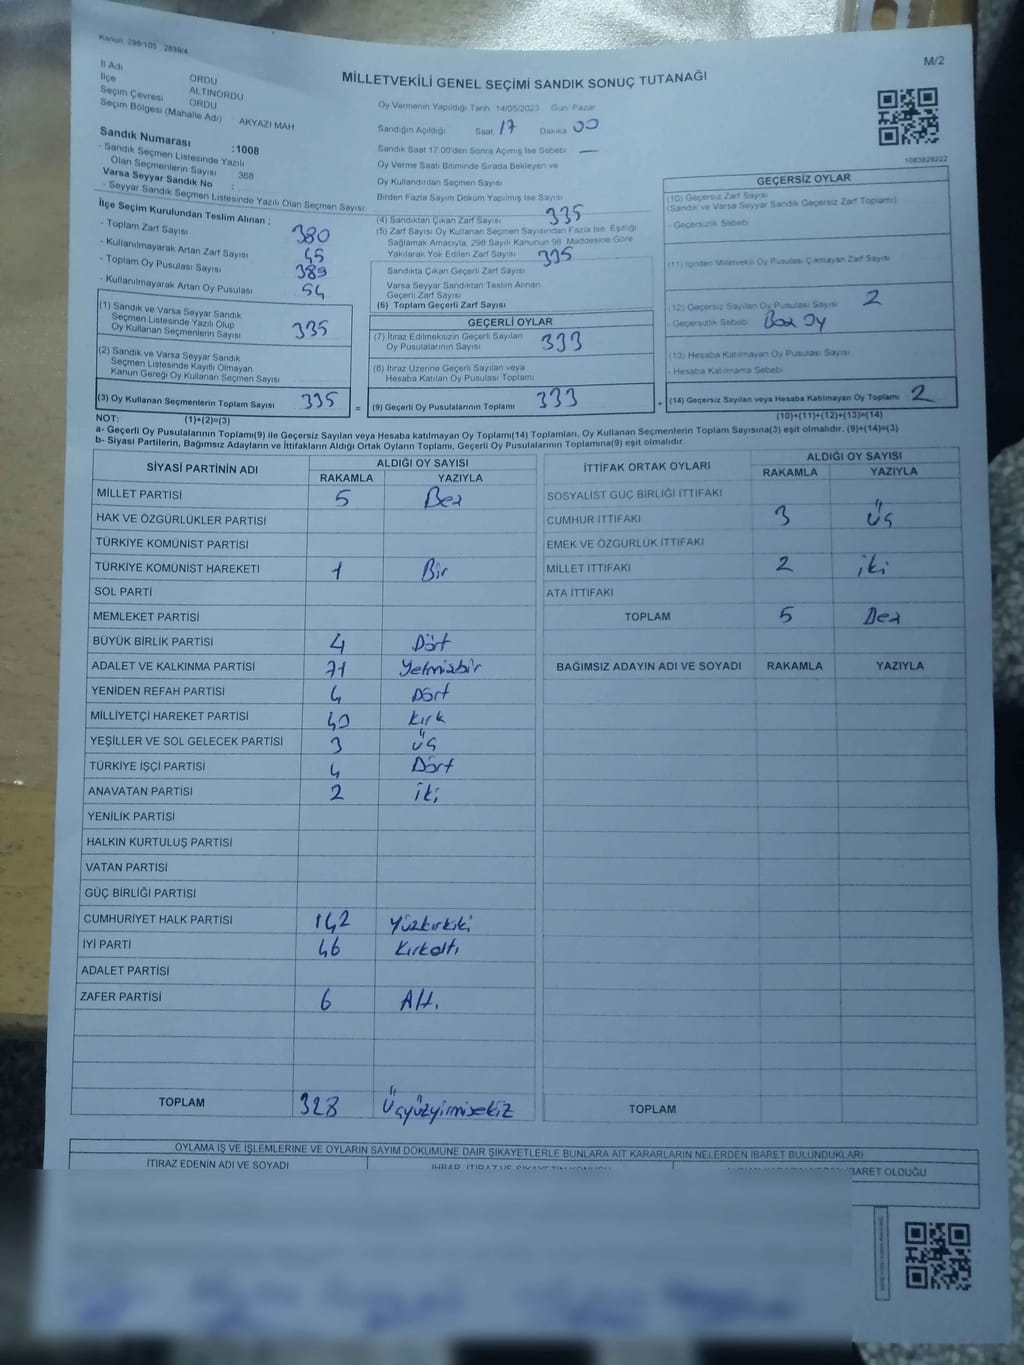 Kanun: 298/105 2839/4
M/2
MİLLETVEKİLİ GENEL SEÇİMİ SANDIK SONUÇ TUTANAĞI
İl Adı ORDU
İlçe ALTINORDU
Seçim Çevresi ORDU
Seçim Bölgesi (Mahalle Adı) : AKYAZI MAH
Sandık Numarası :1008
- Sandık Seçmen Listesinde Yazılı
Olan Seçmenlerin Sayısı : 368
Varsa Seyyar Sandık No :
- Seyyar Sandık Seçmen Listesinde Yazılı Olan Seçmen Sayısı:
İlçe Seçim Kurulundan Teslim Alınan ;
- Toplam Zarf Sayısı 380
- Kullanılmayarak Artan Zarf Sayısı 45
- Toplam Oy Pusulası Sayısı 389
- Kullanılmayarak Artan Oy Pusulası 54
(1) Sandık ve Varsa Seyyar Sandık
Seçmen Listesinde Yazılı Olup
Oy Kullanan Seçmenlerin Sayısı 335
(2) Sandık ve Varsa Seyyar Sandık
Seçmen Listesinde Kayıtlı Olmayan
Kanun Gereği Oy Kullanan Seçmen Sayısı
(3) Oy Kullanan Seçmenlerin Toplam Sayısı 335
Oy Vermenin Yapıldığı Tarih 14/05/2023 Gün: Pazar
Sandığın Açıldığı Saat 17 Dakika 00
Sandık Saat 17.00'den Sonra Açımış İse Sebebi —
Oy Verme Saati Bitiminde Sırada Bekleyen ve
Oy Kullandırılan Seçmen Sayısı
Birden Fazla Sayım Döküm Yapılmış İse Sayısı
(4) Sandıktan Çıkan Zarf Sayısı 335
(5) Zarf Sayısı Oy Kullanan Seçmen Sayısından Fazla İse, Eşitliği
Sağlamak Amacıyla, 298 Sayılı Kanunun 98. Maddesine Göre
Yakılarak Yok Edilen Zarf Sayısı 335
Sandıkta Çıkan Geçerli Zarf Sayısı
Varsa Seyyar Sandıktan Teslim Alınan
Geçerli Zarf Sayısı
(6) Toplam Geçerli Zarf Sayısı
GEÇERLİ OYLAR
(7) İtiraz Edilmeksizin Geçerli Sayılan
Oy Pusulalarının Sayısı 333
(8) İtiraz Üzerine Geçerli Sayılan veya
Hesaba Katılan Oy Pusulası Toplamı
= (9) Geçerli Oy Pusulalarının Toplamı 333 +
1083829222
GEÇERSİZ OYLAR
(10) Geçersiz Zarf Sayısı
(Sandık ve Varsa Seyyar Sandık Geçersiz Zarf Toplamı)
- Geçersizlik Sebebi
(11) İçinden Milletvekili Oy Pusulası Çıkmayan Zarf Sayısı
(12) Geçersiz Sayılan Oy Pusulası Sayısı 2
- Geçersizlik Sebebi Boş Oy
(13) Hesaba Katılmayan Oy Pusulası Sayısı
- Hesaba Katılmama Sebebi
(14) Geçersiz Sayılan veya Hesaba Katılmayan Oy Toplamı 2
NOT: (1)+(2)=(3) (10)+(11)+(12)+(13)=(14)
a- Geçerli Oy Pusulalarının Toplamı(9) ile Geçersiz Sayılan veya Hesaba katılmayan Oy Toplamı(14) Toplamları, Oy Kullanan Seçmenlerin Toplam Sayısına(3) eşit olmalıdır. (9)+(14)=(3)
b- Siyasi Partilerin, Bağımsız Adayların ve İttifakların Aldığı Ortak Oyların Toplamı, Geçerli Oy Pusulalarının Toplamına(9) eşit olmalıdır.
SİYASİ PARTİNİN ADI ALDIĞI OY SAYISI
RAKAMLA YAZIYLA
MİLLET PARTİSİ 5 Beş
HAK VE ÖZGÜRLÜKLER PARTİSİ
TÜRKİYE KOMÜNİST PARTİSİ
TÜRKİYE KOMÜNİST HAREKETİ 1 Bir
SOL PARTİ
MEMLEKET PARTİSİ
BÜYÜK BİRLİK PARTİSİ 4 Dört
ADALET VE KALKINMA PARTİSİ 71 Yetmişbir
YENİDEN REFAH PARTİSİ 4 Dört
MİLLİYETÇİ HAREKET PARTİSİ 40 Kırk
YEŞİLLER VE SOL GELECEK PARTİSİ 3 üç
TÜRKİYE İŞÇİ PARTİSİ 4 Dört
ANAVATAN PARTİSİ 2 iki
YENİLİK PARTİSİ
HALKIN KURTULUŞ PARTİSİ
VATAN PARTİSİ
GÜÇ BİRLİĞİ PARTİSİ
CUMHURİYET HALK PARTİSİ 142 Yüzkırkiki
İYİ PARTİ 46 Kırkaltı
ADALET PARTİSİ
ZAFER PARTİSİ 6 Altı
TOPLAM 328 Üçyüzyirmisekiz
İTTİFAK ORTAK OYLARI ALDIĞI OY SAYISI
RAKAMLA YAZIYLA
SOSYALİST GÜÇ BİRLİĞİ İTTİFAKI
CUMHUR İTTİFAKI 3 üç
EMEK VE ÖZGÜRLÜK İTTİFAKI
MİLLET İTTİFAKI 2 iki
ATA İTTİFAKI
TOPLAM 5 Beş
BAĞIMSIZ ADAYIN ADI VE SOYADI RAKAMLA YAZIYLA
TOPLAM
OYLAMA İŞ VE İŞLEMLERİNE VE OYLARIN SAYIM DÖKÜMÜNE DAİR ŞİKAYETLERLE BUNLARA AİT KARARLARIN NELERDEN İBARET BULUNDUKLARI
İTİRAZ EDENİN ADI VE SOYADI
İBARET OLDUĞU